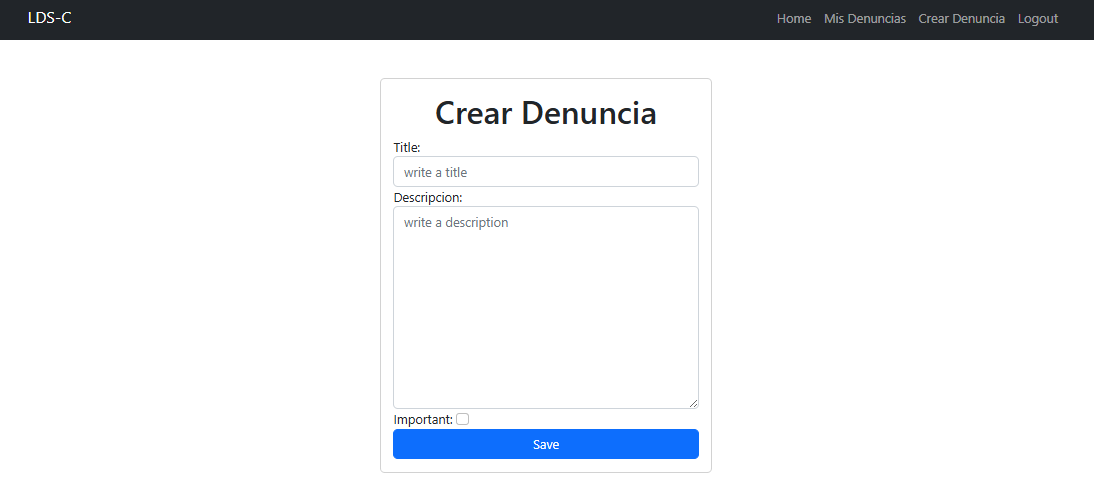 LDS-C Home Mis Denuncias Crear Denuncia Logout
Crear Denuncia
Title:
write a title
Descripcion:
write a description
Important:
Save